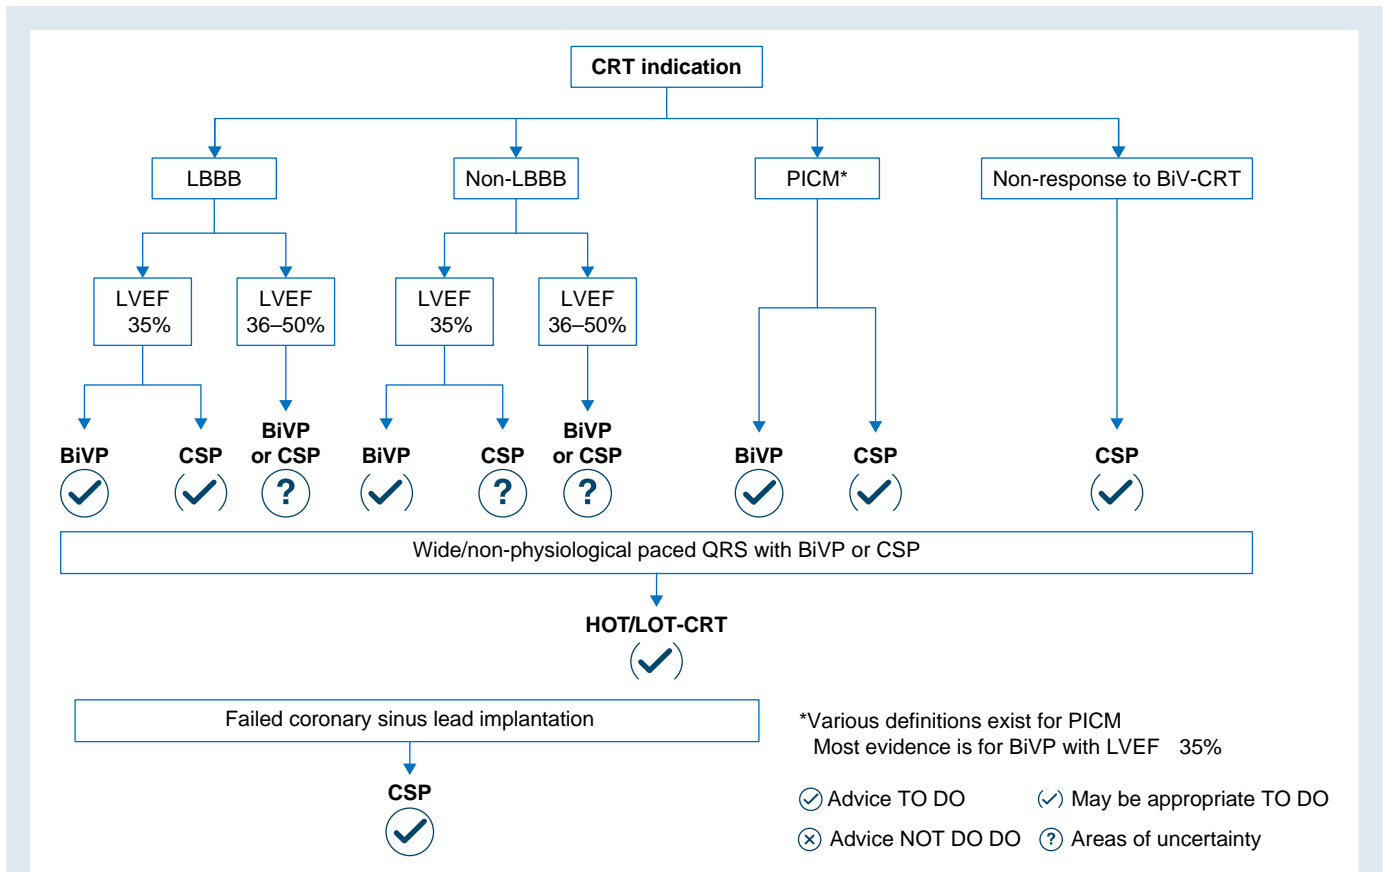 CRT indication
LBBB
Non-LBBB
PICM*
Non-response to BiV-CRT
LVEF
35%
LVEF
36–50%
LVEF
35%
LVEF
36–50%
BiVP
CSP
BiVP
or CSP
BiVP
CSP
BiVP
or CSP
BiVP
CSP
CSP
?
?
?
Wide/non-physiological paced QRS with BiVP or CSP
HOT/LOT-CRT
Failed coronary sinus lead implantation
CSP
*Various definitions exist for PICM
Most evidence is for BiVP with LVEF 35%
Advice TO DO
May be appropriate TO DO
Advice NOT DO DO
? Areas of uncertainty